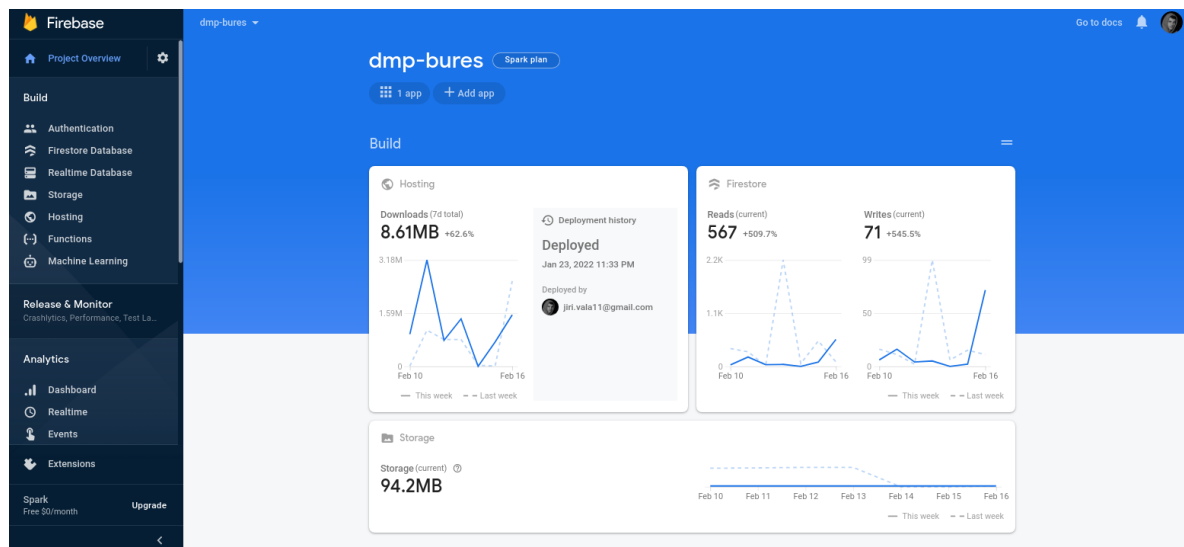 Firebase
dmp-bures
Go to docs
Project Overview
dmp-bures
Spark plan
1 app
Add app
Build
Authentication
Firestore Database
Realtime Database
Storage
Hosting
Functions
Machine Learning
Release & Monitor
Crashlytics, Performance, Test La...
Analytics
Dashboard
Realtime
Events
Extensions
Spark
Free $0/month
Upgrade
Build
Hosting
Downloads (7d total)
8.61MB +62.6%
3.18M
1.59M
0
Feb 10 Feb 16
This week Last week
Deployment history
Deployed
Jan 23, 2022 11:33 PM
Deployed by
jiri.vala11@gmail.com
Firestore
Reads (current)
567 +509.7%
2.2K
1.1K
0
Feb 10 Feb 16
Writes (current)
71 +545.5%
99
50
0
Feb 10 Feb 16
This week Last week
Storage
Storage (current)
94.2MB
Feb 10 Feb 11 Feb 12 Feb 13 Feb 14 Feb 15 Feb 16
This week Last week